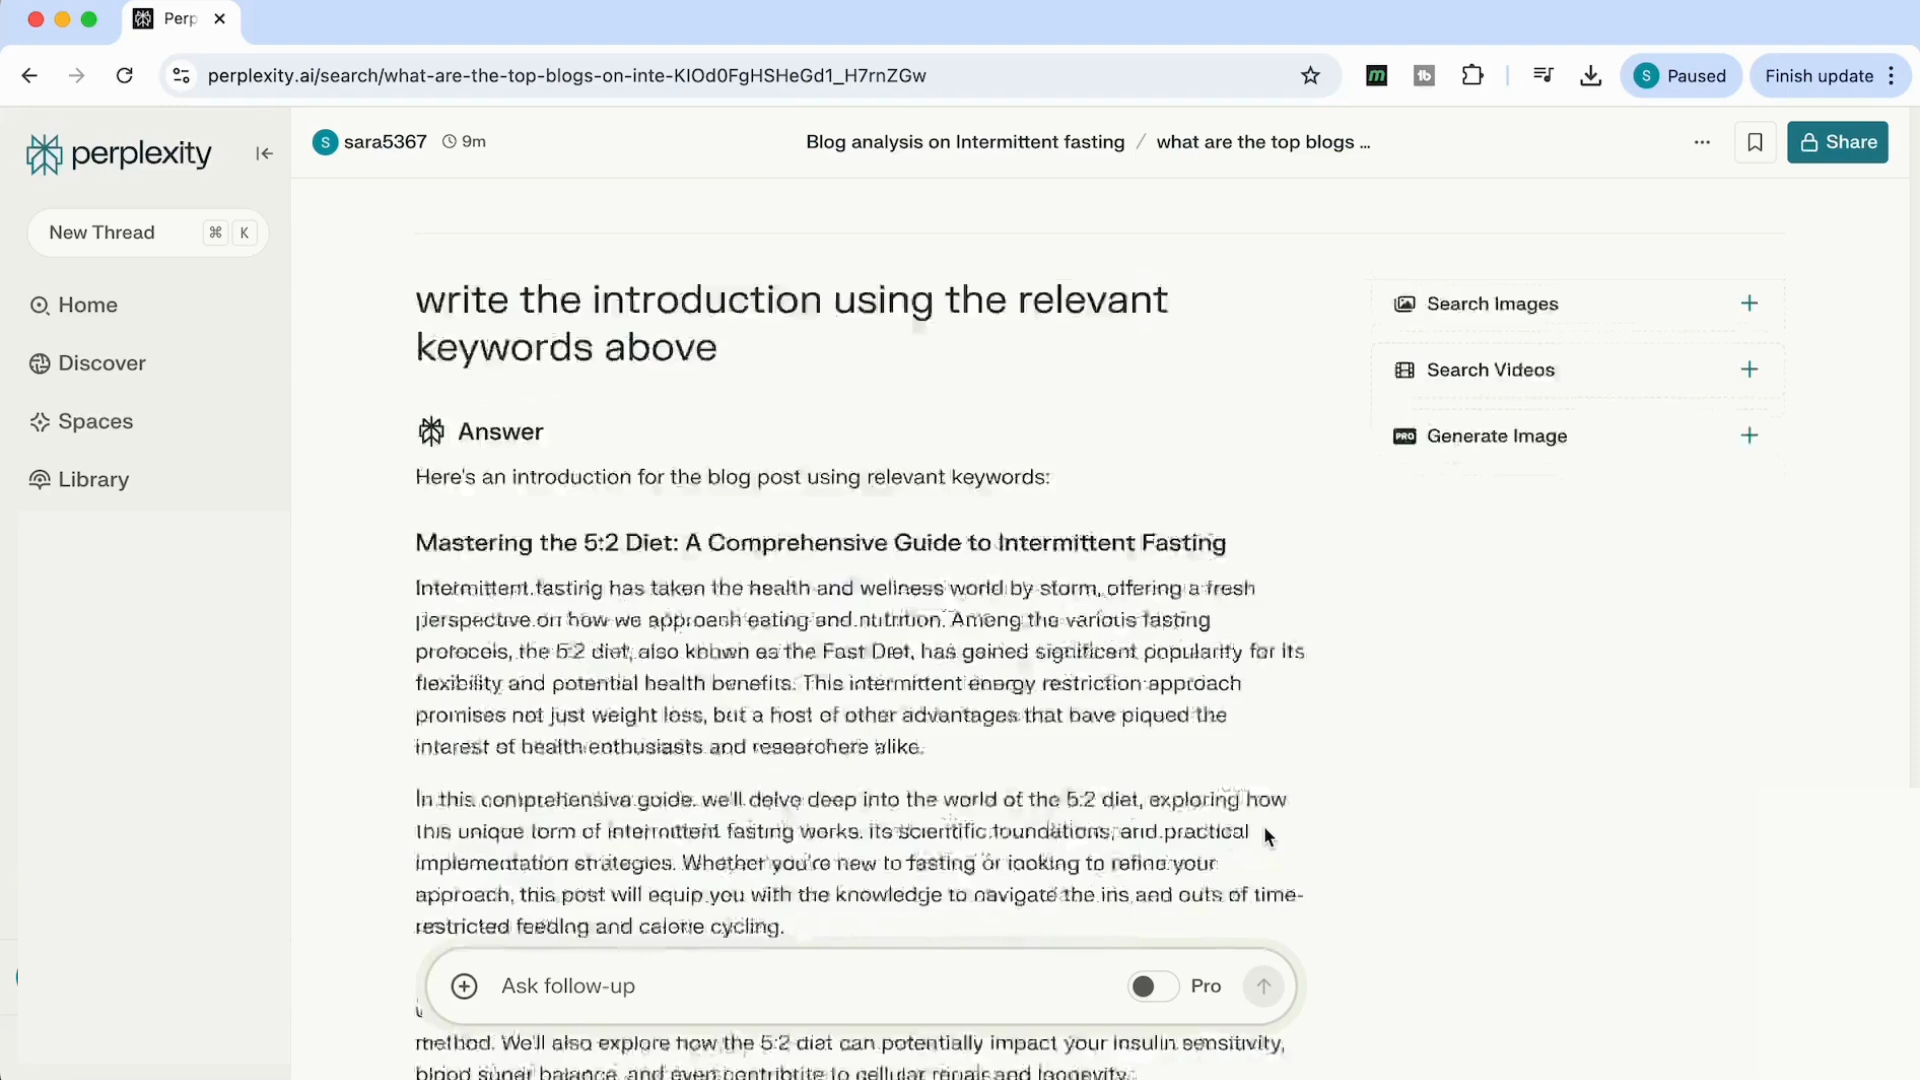 Perp
perplexity.ai/search/what-are-the-top-blogs-on-inte-KIOd0FgHSHeGd1_H7rnZGw
S Paused
Finish update
perplexity
S sara5367 9m
Blog analysis on Intermittent fasting / what are the top blogs ...
Share
New Thread ⌘ K
Home
Discover
Spaces
Library
write the introduction using the relevant
keywords above
Search Images
Search Videos
PRO Generate Image
Answer
Here's an introduction for the blog post using relevant keywords:
Mastering the 5:2 Diet: A Comprehensive Guide to Intermittent Fasting
Intermittent fasting has taken the health and wellness world by storm, offering a fresh
perspective on how we approach eating and nutrition. Among the various fasting
protocols, the 5:2 diet, also known as the Fast Diet, has gained significant popularity for its
flexibility and potential health benefits. This intermittent energy restriction approach
promises not just weight loss, but a host of other advantages that have piqued the
interest of health enthusiasts and researchers alike.
In this comprehensive guide, we'll delve deep into the world of the 5:2 diet, exploring how
this unique form of intermittent fasting works, its scientific foundations, and practical
implementation strategies. Whether you're new to fasting or looking to refine your
approach, this post will equip you with the knowledge to navigate the ins and outs of time-
restricted feeding and calorie cycling.
Ask follow-up
Pro
method. We'll also explore how the 5:2 diet can potentially impact your insulin sensitivity,
blood sugar balance, and even contribute to cellular repair and longevity.